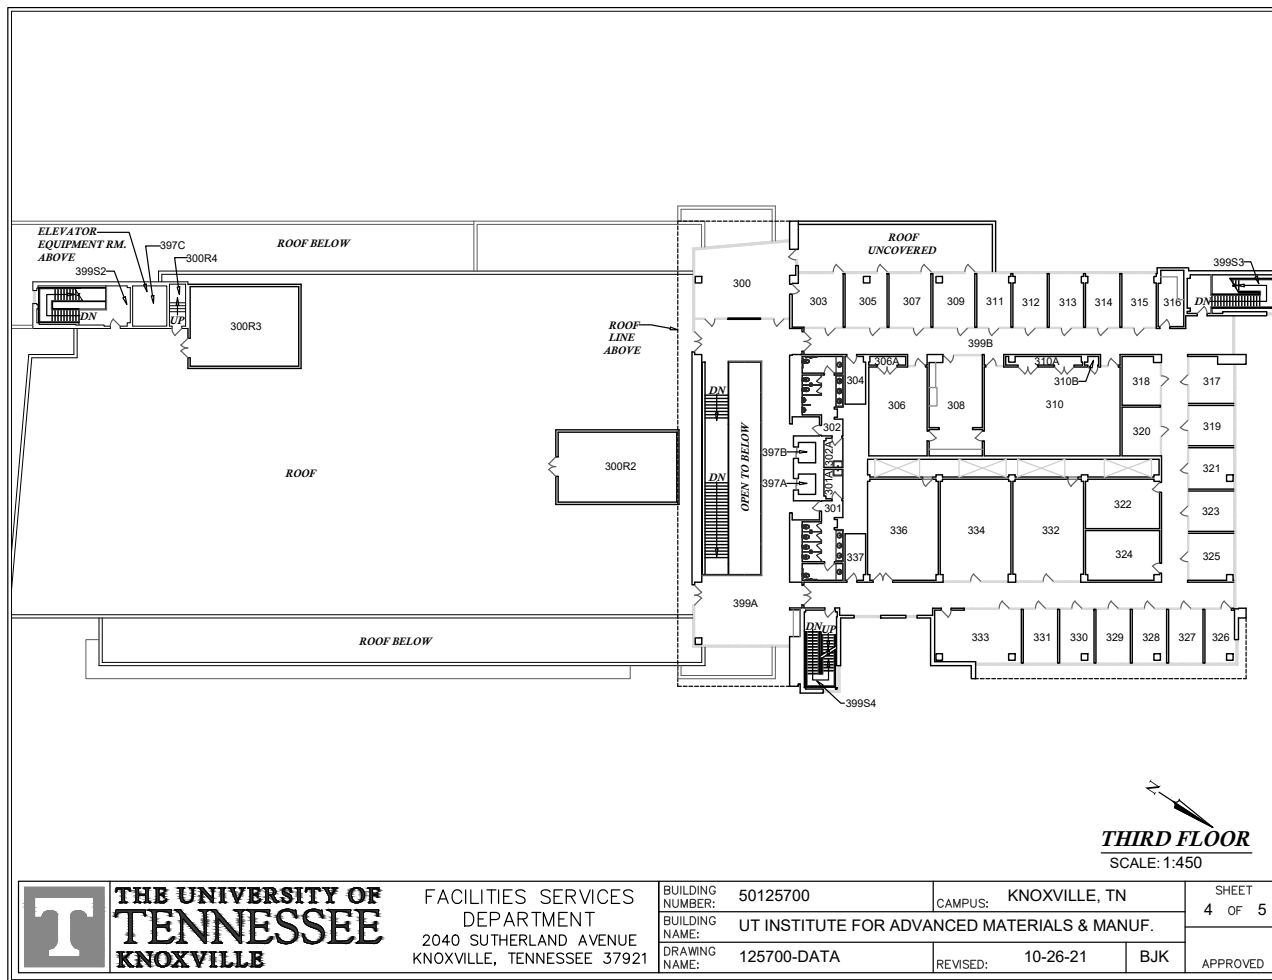 ELEVATOR
EQUIPMENT RM.
ABOVE
397C
399S2
300R4
ROOF BELOW
DN
UP
300R3
ROOF
LINE
ABOVE
300
ROOF
UNCOVERED
399S3
DN
303
305
307
309
311
312
313
314
315
316
399B
306A
310A
310B
304
306
308
310
318
317
320
319
302
302A
397B
397A
301A
301
321
323
325
322
324
336
334
332
337
DN
DN
OPEN TO BELOW
ROOF
300R2
399A
ROOF BELOW
DN
UP
399S4
333
331
330
329
328
327
326
N
THIRD FLOOR
SCALE: 1:450
T
THE UNIVERSITY OF
TENNESSEE
KNOXVILLE
FACILITIES SERVICES
DEPARTMENT
2040 SUTHERLAND AVENUE
KNOXVILLE, TENNESSEE 37921
BUILDING NUMBER: 50125700
CAMPUS: KNOXVILLE, TN
BUILDING NAME: UT INSTITUTE FOR ADVANCED MATERIALS & MANUF.
DRAWING NAME: 125700-DATA
REVISED: 10-26-21
BJK
SHEET
4 OF 5
APPROVED